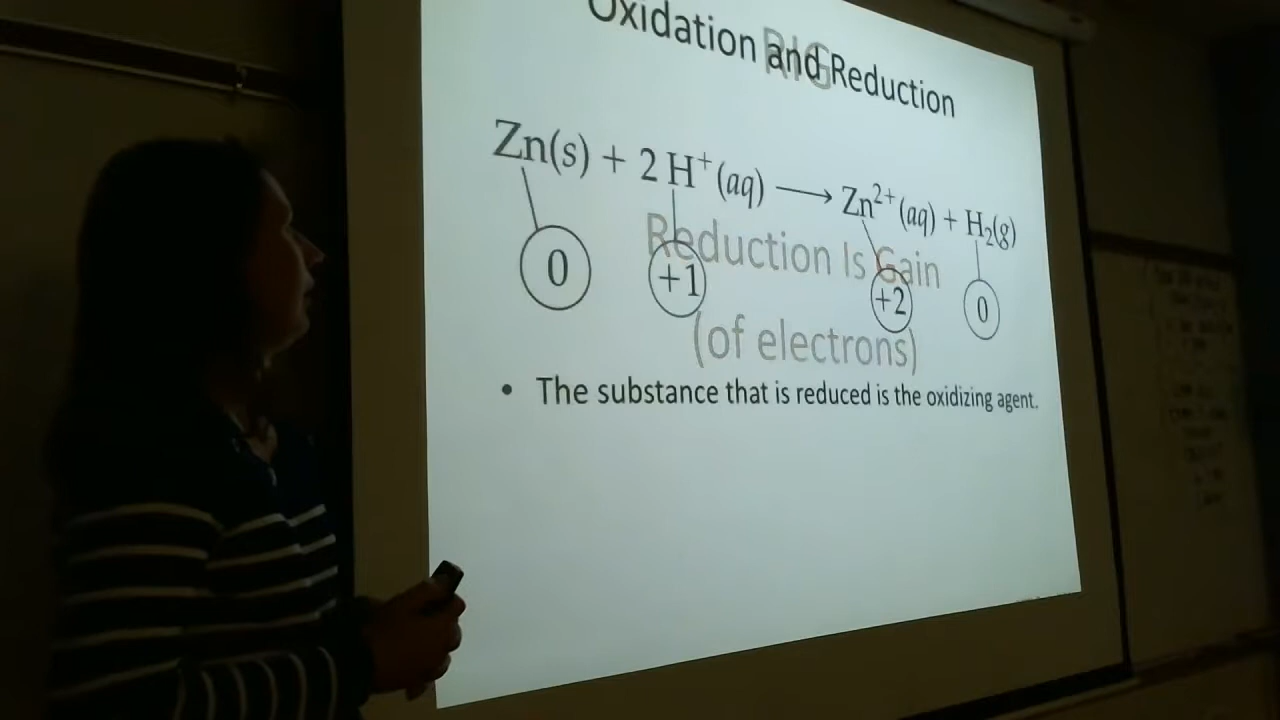 Oxidation and Reduction
RIG
Zn(s) + 2 H⁺(aq) ⟶ Zn²⁺(aq) + H₂(g)
0 +1 +2 0
Reduction Is Gain
(of electrons)
• The substance that is reduced is the oxidizing agent.